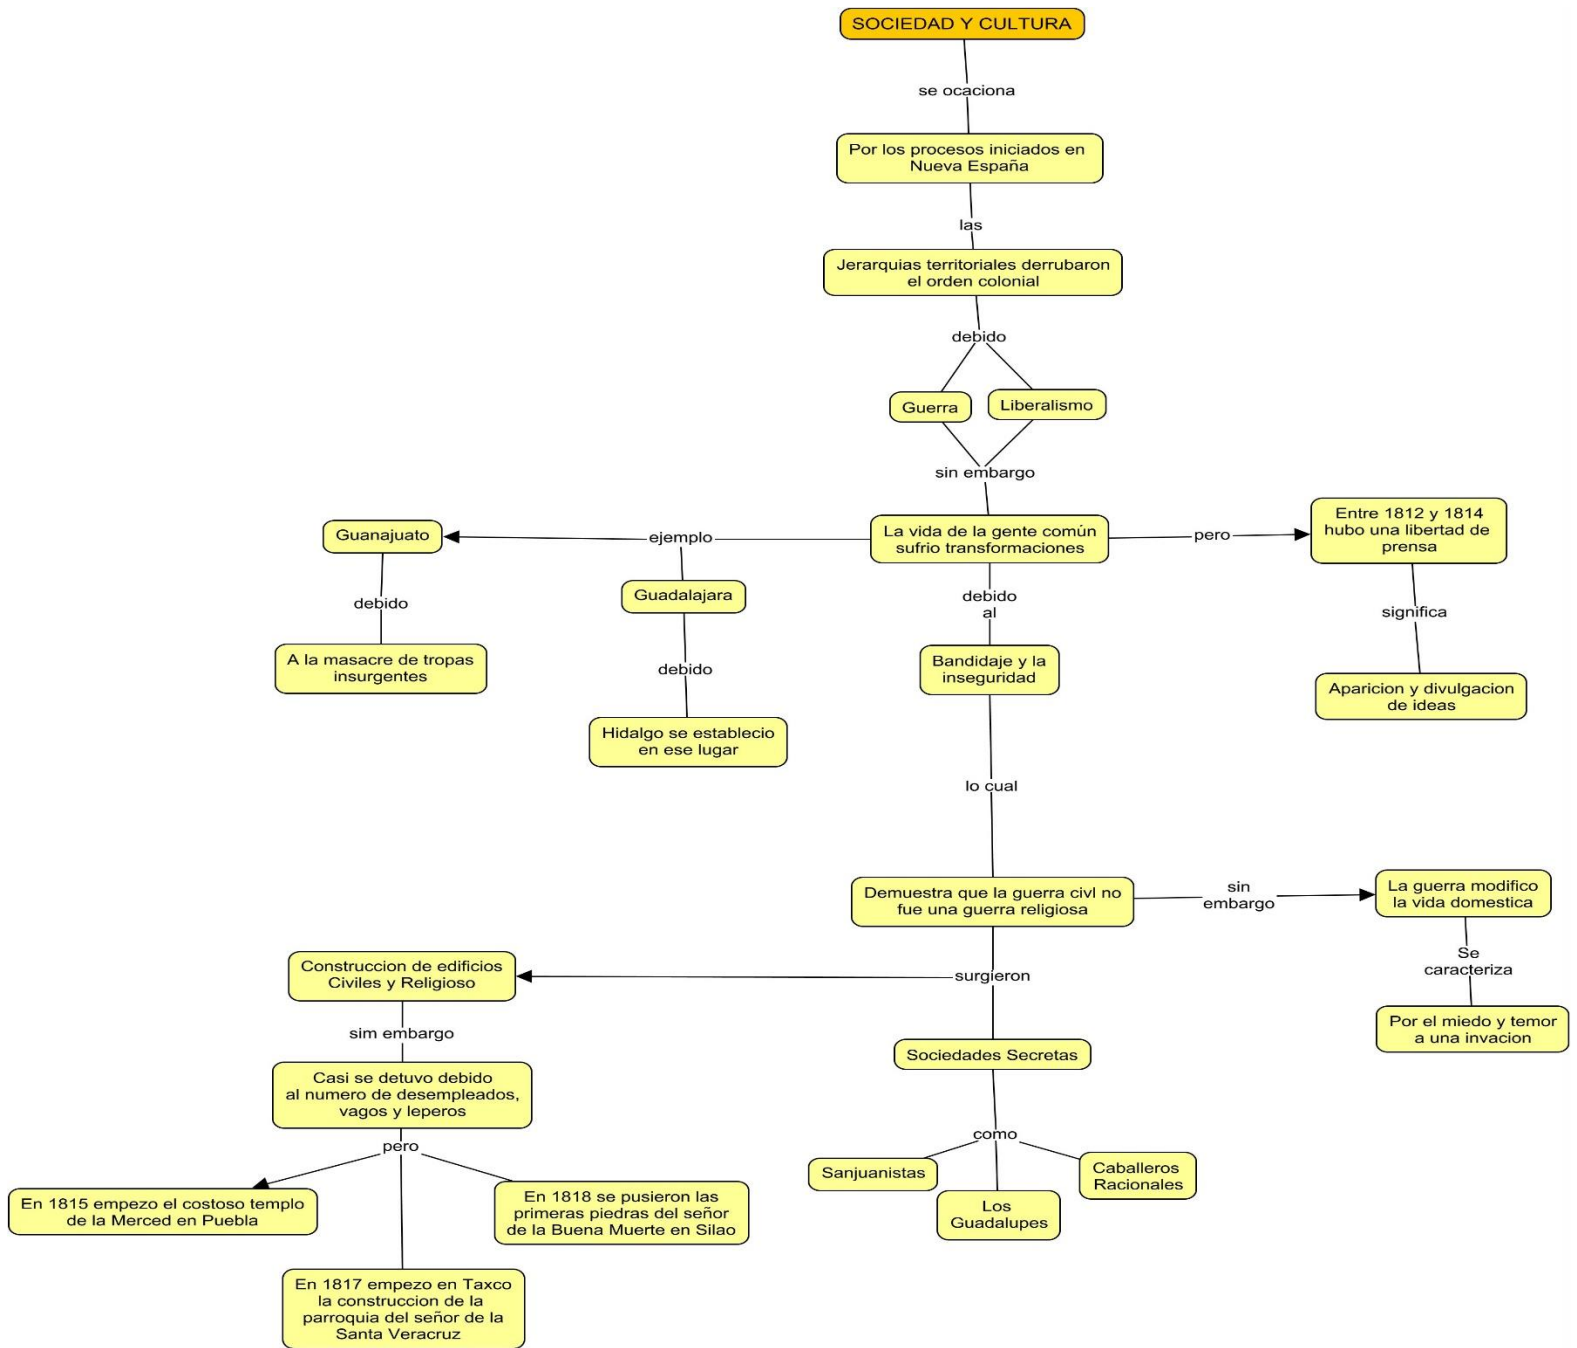 SOCIEDAD Y CULTURA
se ocaciona
Por los procesos iniciados en
Nueva España
las
Jerarquias territoriales derrubaron
el orden colonial
debido
Guerra
Liberalismo
sin embargo
La vida de la gente común
sufrio transformaciones
ejemplo
Guanajuato
debido
A la masacre de tropas
insurgentes
Guadalajara
debido
Hidalgo se establecio
en ese lugar
pero
Entre 1812 y 1814
hubo una libertad de
prensa
significa
Aparicion y divulgacion
de ideas
debido
al
Bandidaje y la
inseguridad
lo cual
Demuestra que la guerra civl no
fue una guerra religiosa
sin
embargo
La guerra modifico
la vida domestica
Se
caracteriza
Por el miedo y temor
a una invacion
surgieron
Construccion de edificios
Civiles y Religioso
sim embargo
Casi se detuvo debido
al numero de desempleados,
vagos y leperos
pero
En 1815 empezo el costoso templo
de la Merced en Puebla
En 1817 empezo en Taxco
la construccion de la
parroquia del señor de la
Santa Veracruz
En 1818 se pusieron las
primeras piedras del señor
de la Buena Muerte en Silao
Sociedades Secretas
como
Sanjuanistas
Los
Guadalupes
Caballeros
Racionales